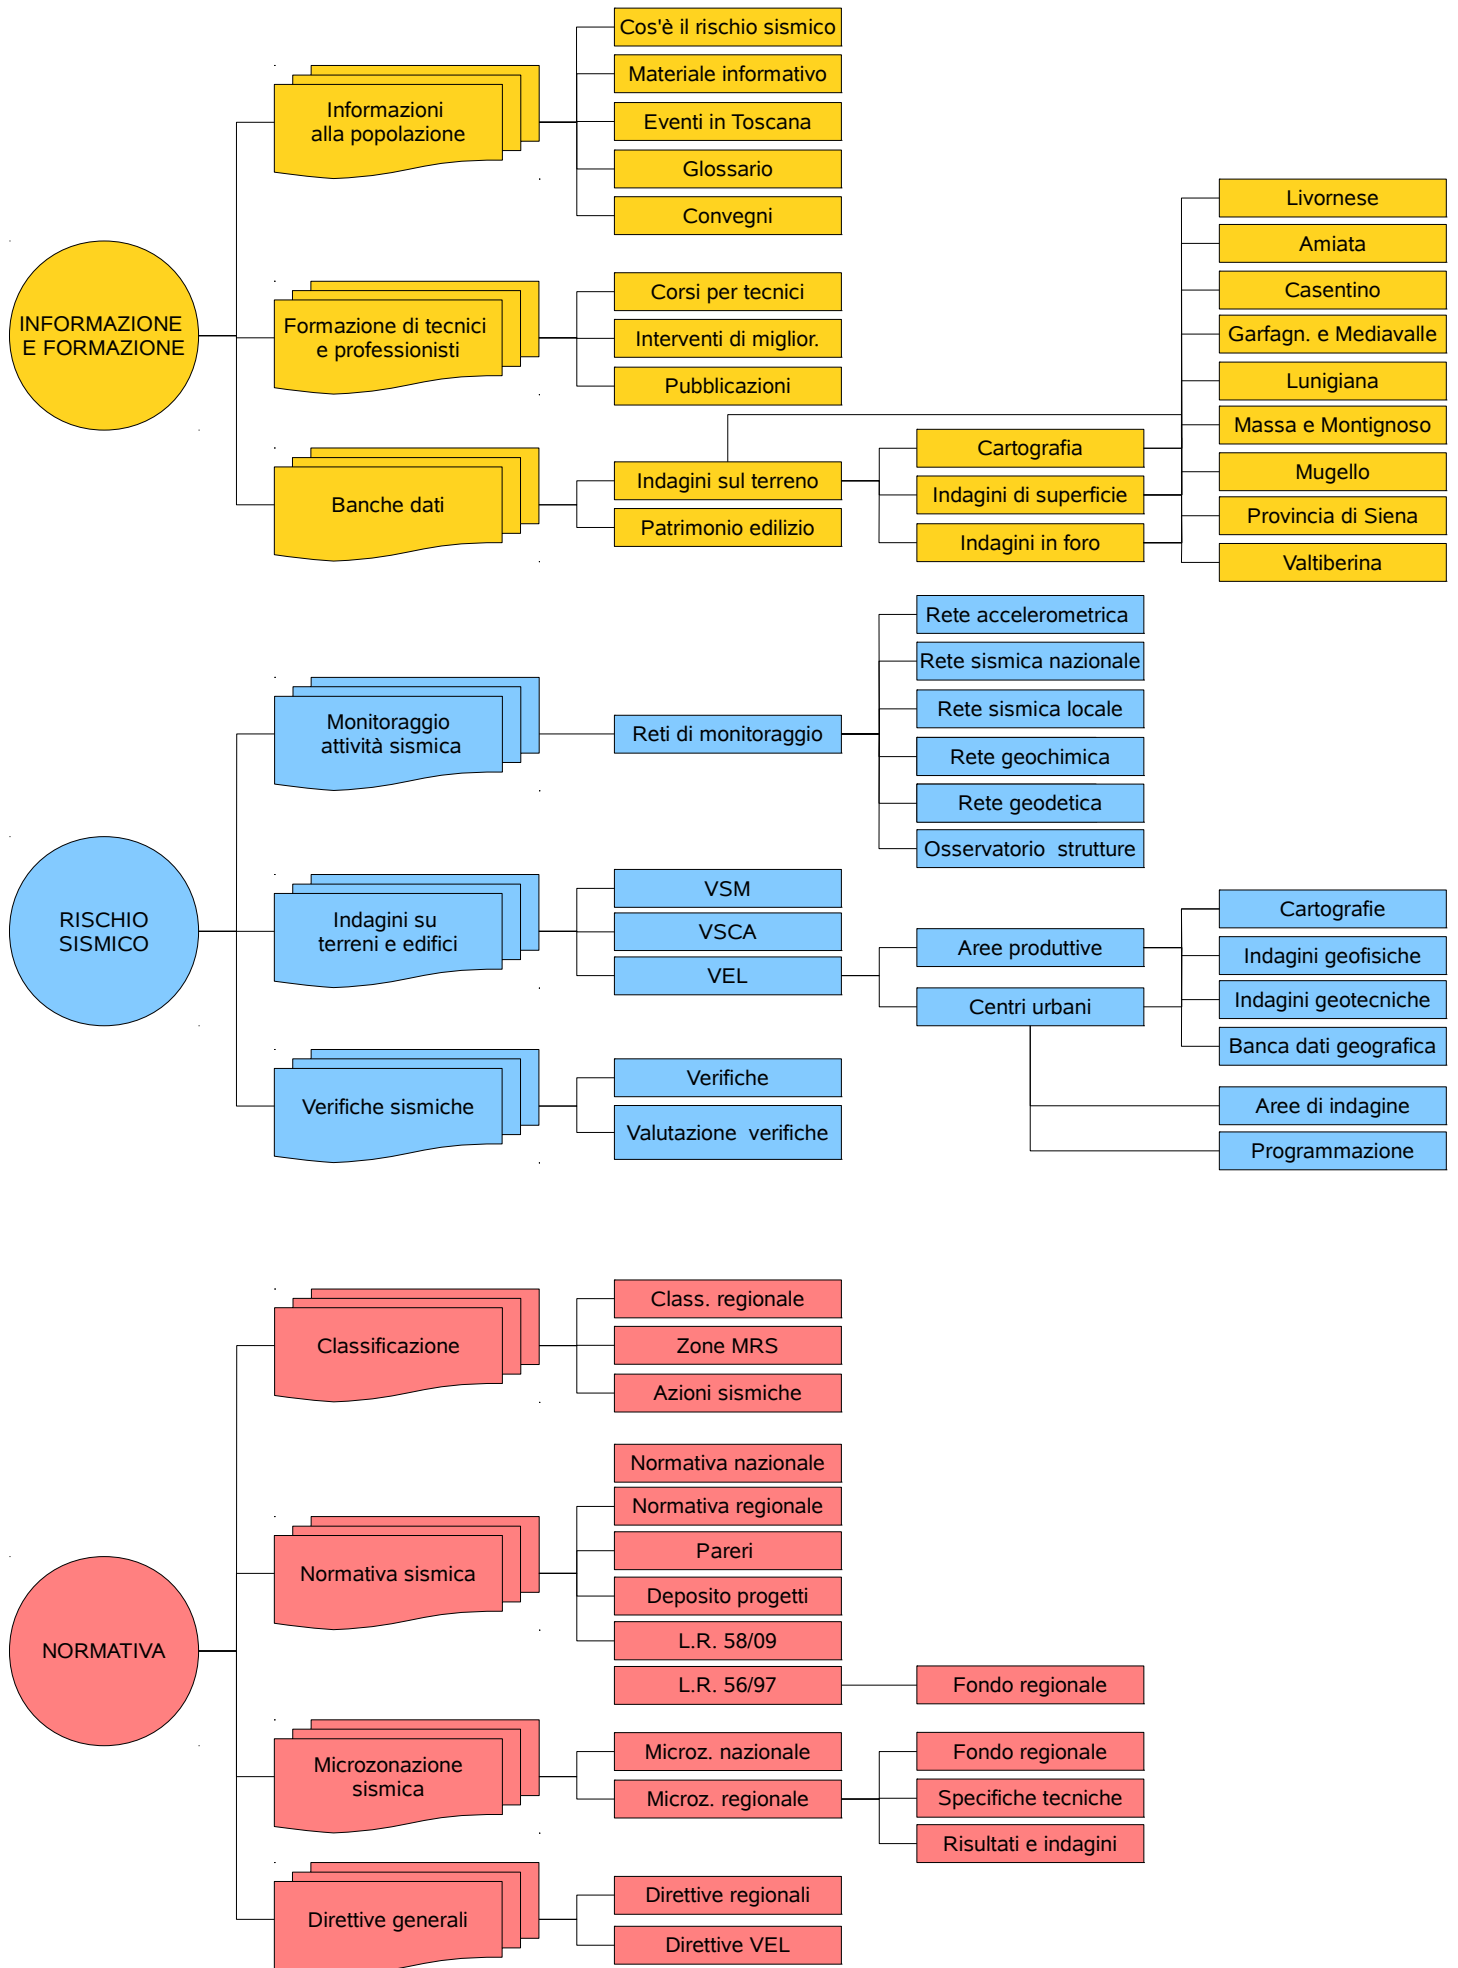 INFORMAZIONE
E FORMAZIONE
Informazioni
alla popolazione
Cos'è il rischio sismico
Materiale informativo
Eventi in Toscana
Glossario
Convegni
Formazione di tecnici
e professionisti
Corsi per tecnici
Interventi di miglior.
Pubblicazioni
Banche dati
Indagini sul terreno
Patrimonio edilizio
Cartografia
Indagini di superficie
Indagini in foro
Livornese
Amiata
Casentino
Garfagn. e Mediavalle
Lunigiana
Massa e Montignoso
Mugello
Provincia di Siena
Valtiberina
RISCHIO
SISMICO
Monitoraggio
attività sismica
Reti di monitoraggio
Rete accelerometrica
Rete sismica nazionale
Rete sismica locale
Rete geochimica
Rete geodetica
Osservatorio strutture
Indagini su
terreni e edifici
VSM
VSCA
VEL
Aree produttive
Centri urbani
Cartografie
Indagini geofisiche
Indagini geotecniche
Banca dati geografica
Aree di indagine
Programmazione
Verifiche sismiche
Verifiche
Valutazione verifiche
NORMATIVA
Classificazione
Class. regionale
Zone MRS
Azioni sismiche
Normativa sismica
Normativa nazionale
Normativa regionale
Pareri
Deposito progetti
L.R. 58/09
L.R. 56/97
Fondo regionale
Microzonazione
sismica
Microz. nazionale
Microz. regionale
Fondo regionale
Specifiche tecniche
Risultati e indagini
Direttive generali
Direttive regionali
Direttive VEL